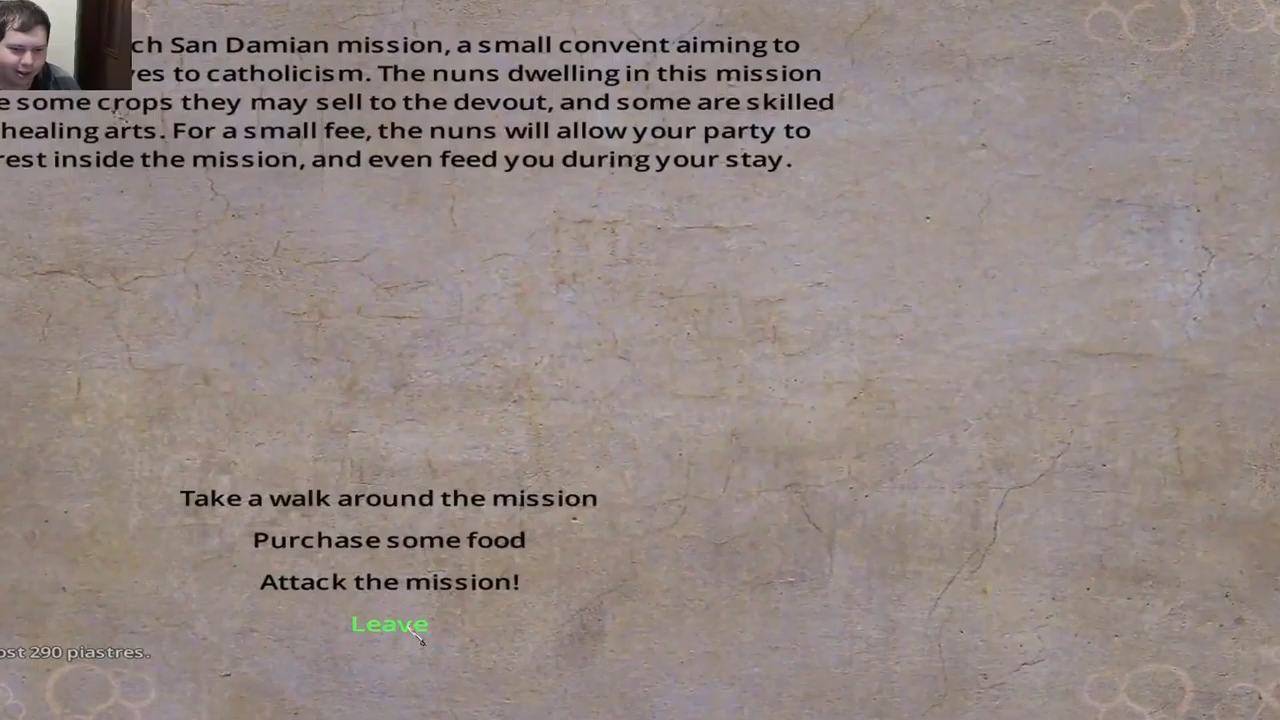 ch San Damian mission, a small convent aiming to
es to catholicism. The nuns dwelling in this mission
e some crops they may sell to the devout, and some are skilled
healing arts. For a small fee, the nuns will allow your party to
rest inside the mission, and even feed you during your stay.
Take a walk around the mission
Purchase some food
Attack the mission!
Leave
ost 290 piastres.